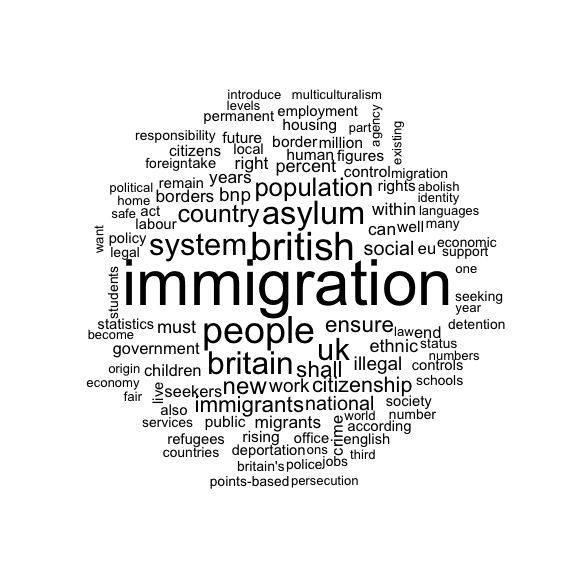 introduce multiculturalism
levels
permanent employment
agency
housing
part
existing
responsibility future
border million
citizens local
human figures
foreign take right percent control migration
years
political remain population rights abolish
home borders bnp identity
safe act country asylum within languages
labour can well many
want
policy system british social eu economic
legal support
immigration
one
students
seeking
year
statistics must people ensure law end detention
become
government britain uk ethnic status
numbers
origin children shall illegal controls
economy new work citizenship schools
fair live seekers
immigrants national society
also world number
services public migrants according
crime
refugees rising office english
countries deportation ons third
britain's police jobs
points-based persecution